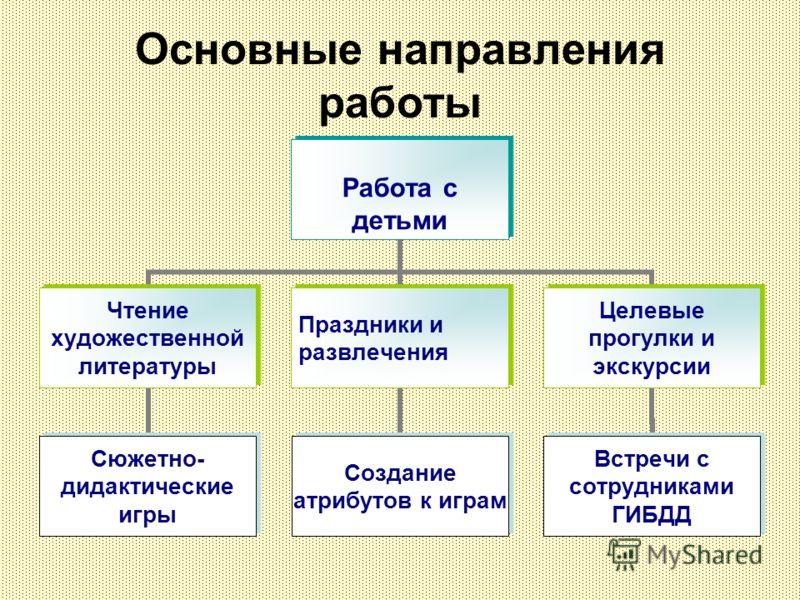 Основные направления
работы
Работа с
детьми
Чтение
художественной
литературы
Праздники и
развлечения
Целевые
прогулки и
экскурсии
Сюжетно-
дидактические
игры
Создание
атрибутов к играм
Встречи с
сотрудниками
ГИБДД
MyShared